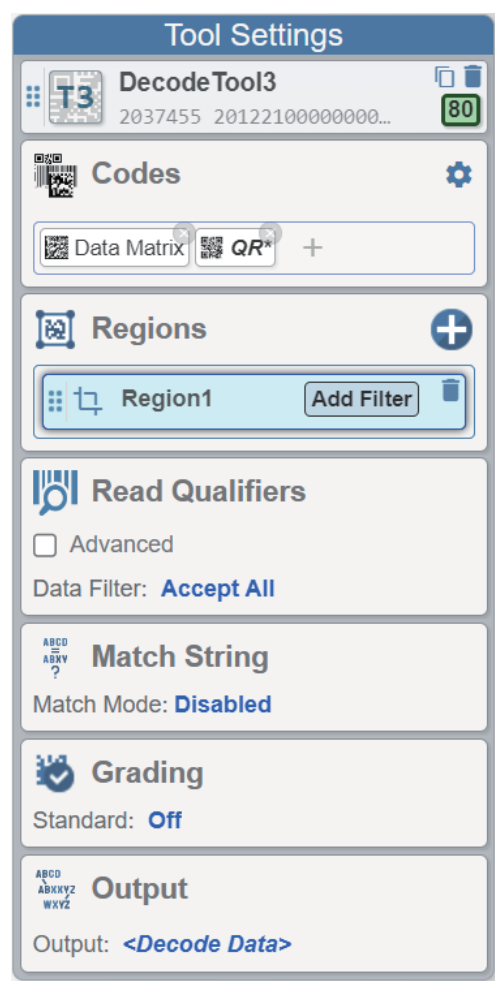 Tool Settings
T3
DecodeTool3
2037455 20122100000000…
80
Codes
Data Matrix
QR*
+
Regions
Region1
Add Filter
Read Qualifiers
Advanced
Data Filter: Accept All
ABCD
=
ABXY
?
Match String
Match Mode: Disabled
Grading
Standard: Off
ABCD
ABXXYZ
WXYZ
Output
Output: <Decode Data>